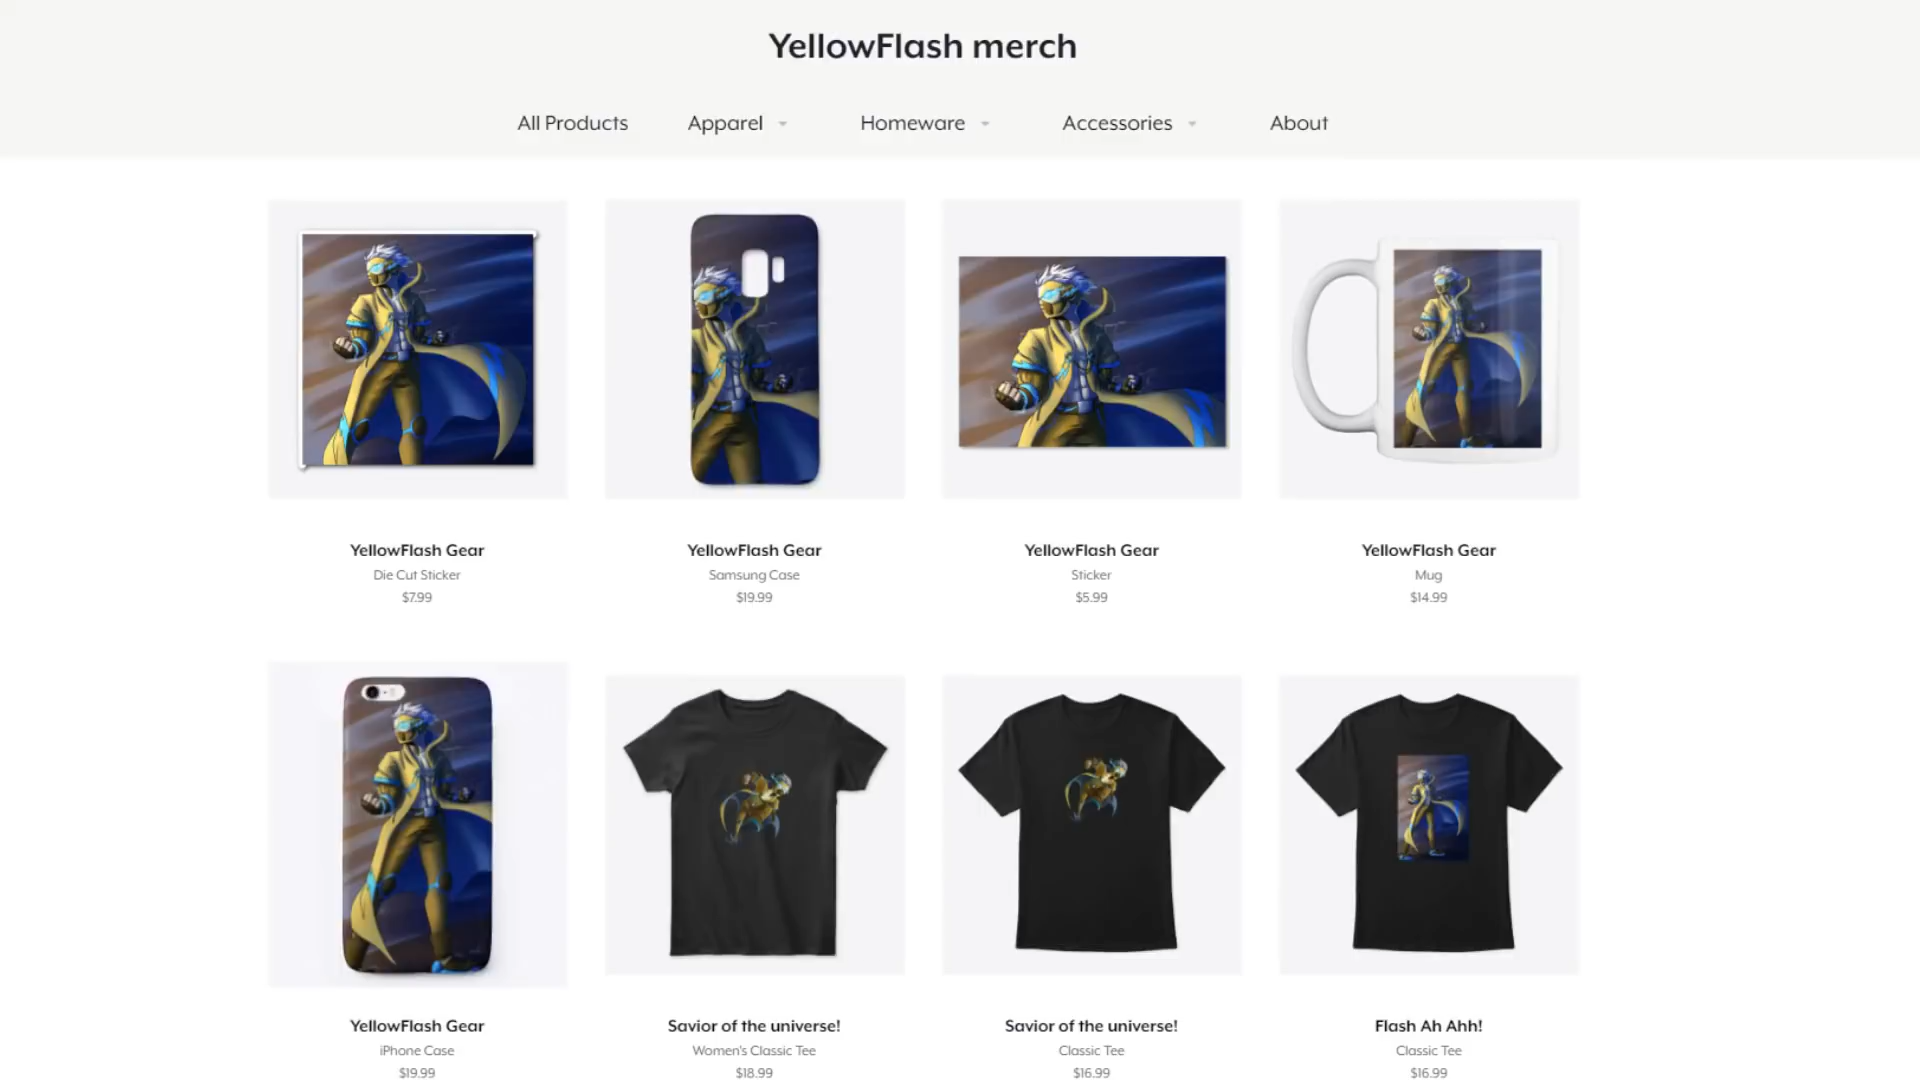 YellowFlash merch
All Products Apparel Homeware Accessories About
YellowFlash Gear
Die Cut Sticker
$7.99
YellowFlash Gear
Samsung Case
$19.99
YellowFlash Gear
Sticker
$5.99
YellowFlash Gear
Mug
$14.99
YellowFlash Gear
iPhone Case
$19.99
Savior of the universe!
Women's Classic Tee
$18.99
Savior of the universe!
Classic Tee
$16.99
Flash Ah Ahh!
Classic Tee
$16.99